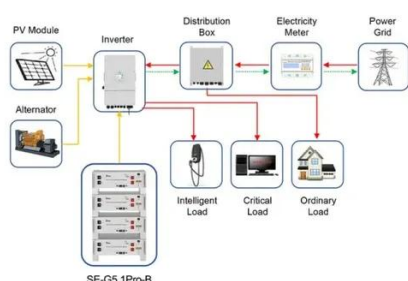 PV Module
Inverter
Distribution
Box
Electricity
Meter
Power
Grid
Alternator
Intelligent
Load
Critical
Load
Ordinary
Load
SE-G5.1Pro-B